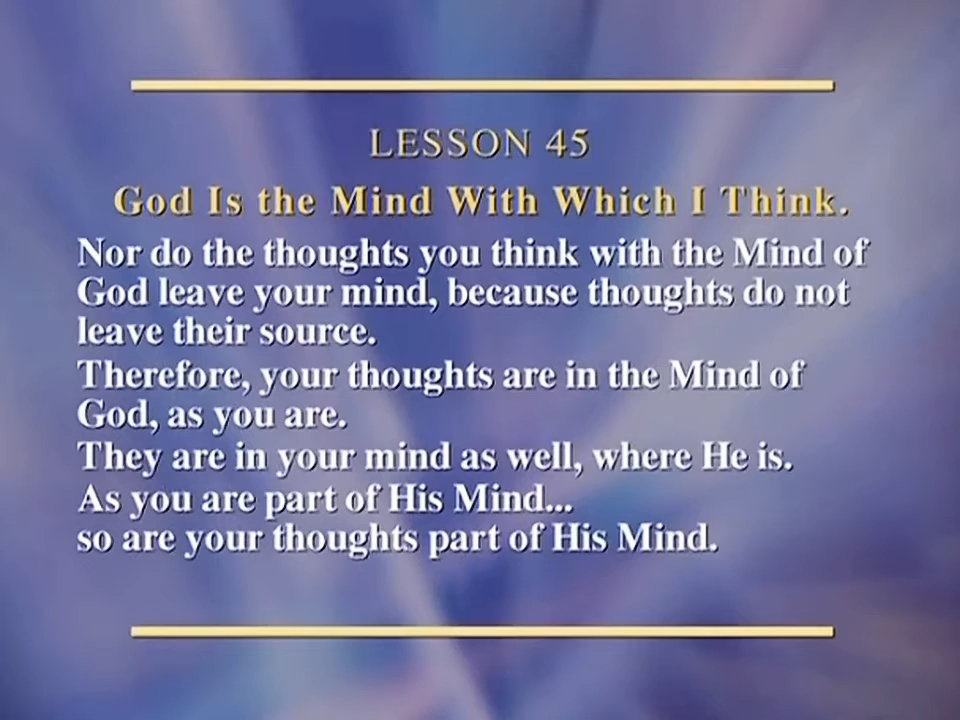 LESSON 45
God Is the Mind With Which I Think.
Nor do the thoughts you think with the Mind of
God leave your mind, because thoughts do not
leave their source.
Therefore, your thoughts are in the Mind of
God, as you are.
They are in your mind as well, where He is.
As you are part of His Mind...
so are your thoughts part of His Mind.